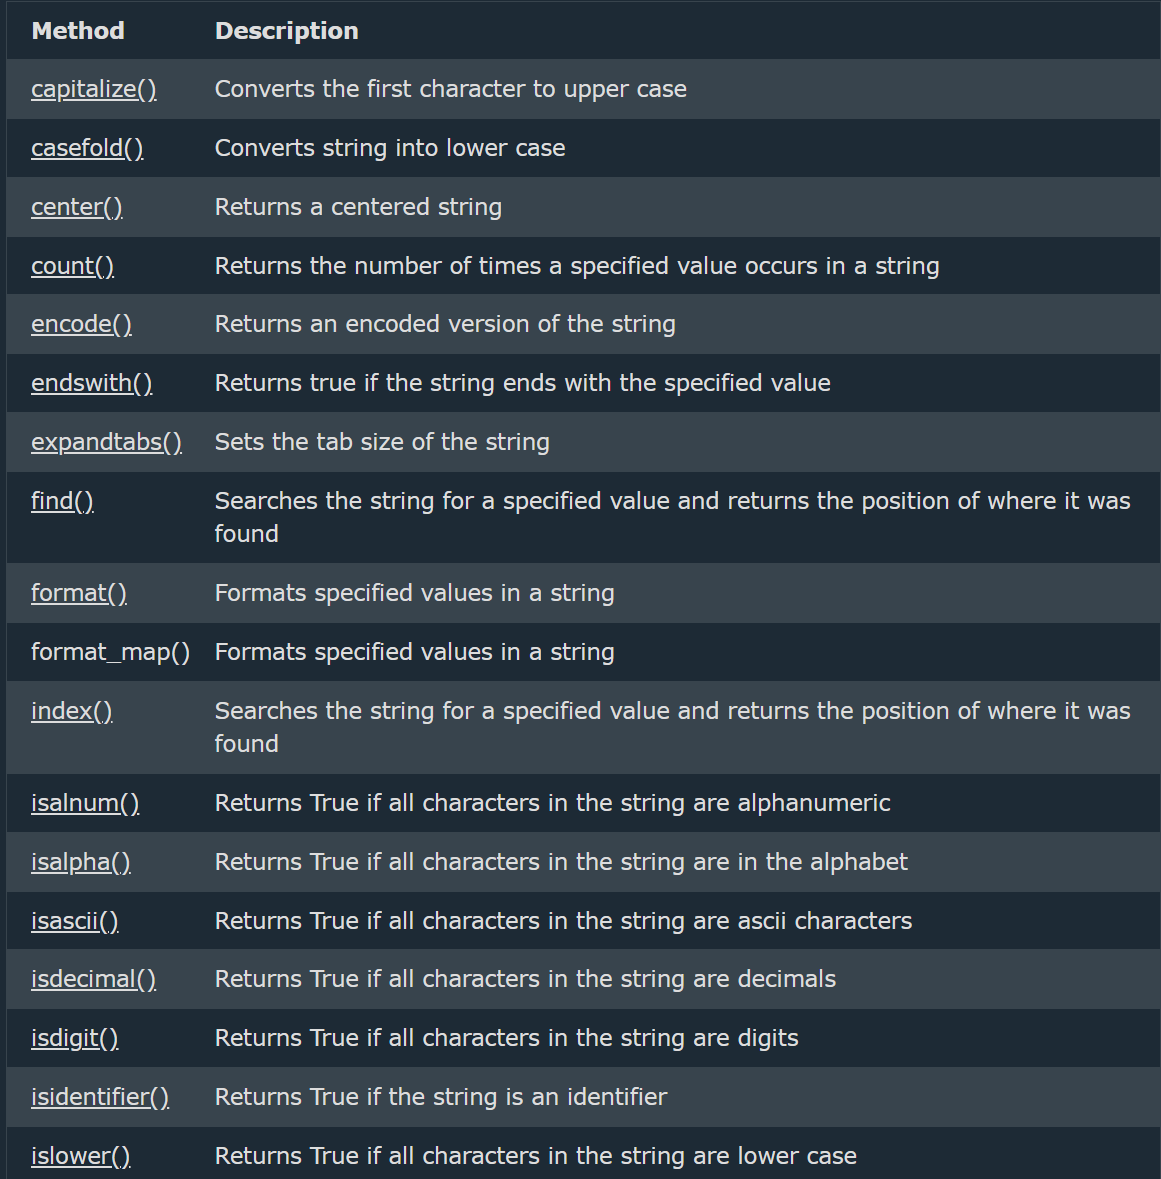 Method Description
capitalize() Converts the first character to upper case
casefold() Converts string into lower case
center() Returns a centered string
count() Returns the number of times a specified value occurs in a string
encode() Returns an encoded version of the string
endswith() Returns true if the string ends with the specified value
expandtabs() Sets the tab size of the string
find() Searches the string for a specified value and returns the position of where it was
found
format() Formats specified values in a string
format_map() Formats specified values in a string
index() Searches the string for a specified value and returns the position of where it was
found
isalnum() Returns True if all characters in the string are alphanumeric
isalpha() Returns True if all characters in the string are in the alphabet
isascii() Returns True if all characters in the string are ascii characters
isdecimal() Returns True if all characters in the string are decimals
isdigit() Returns True if all characters in the string are digits
isidentifier() Returns True if the string is an identifier
islower() Returns True if all characters in the string are lower case